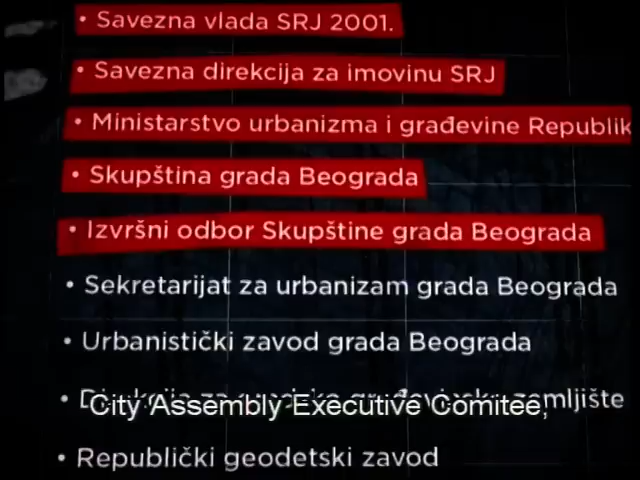 • Savezna vlada SRJ 2001.
• Savezna direkcija za imovinu SRJ
• Ministarstvo urbanizma i građevine Republik
• Skupština grada Beograda
• Izvršni odbor Skupštine grada Beograda
• Sekretarijat za urbanizam grada Beograda
• Urbanistički zavod grada Beograda
• za zemljište
City Assembly Executive Comitee,
• Republički geodetski zavod